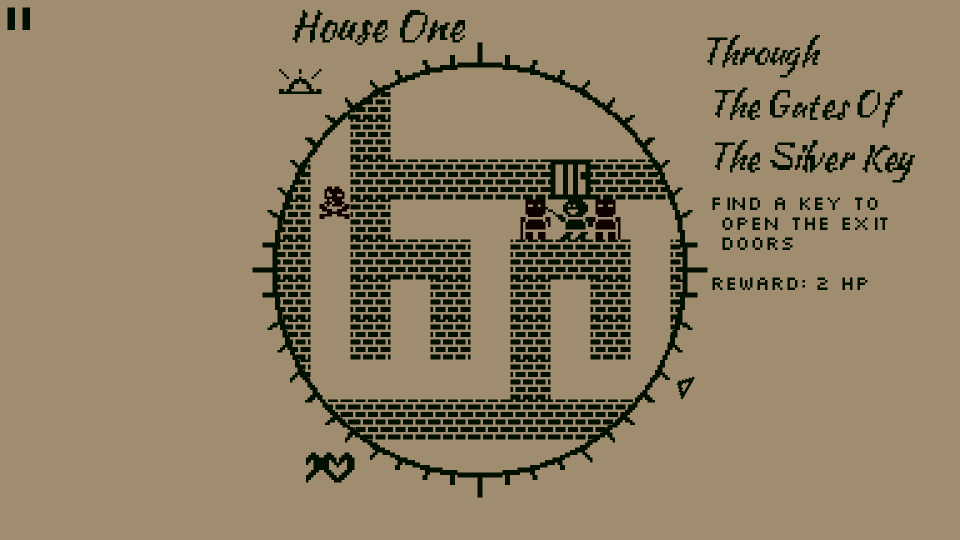 House One
Through
The Gates Of
The Silver Key
FIND A KEY TO
OPEN THE EXIT
DOORS
REWARD: 2 HP